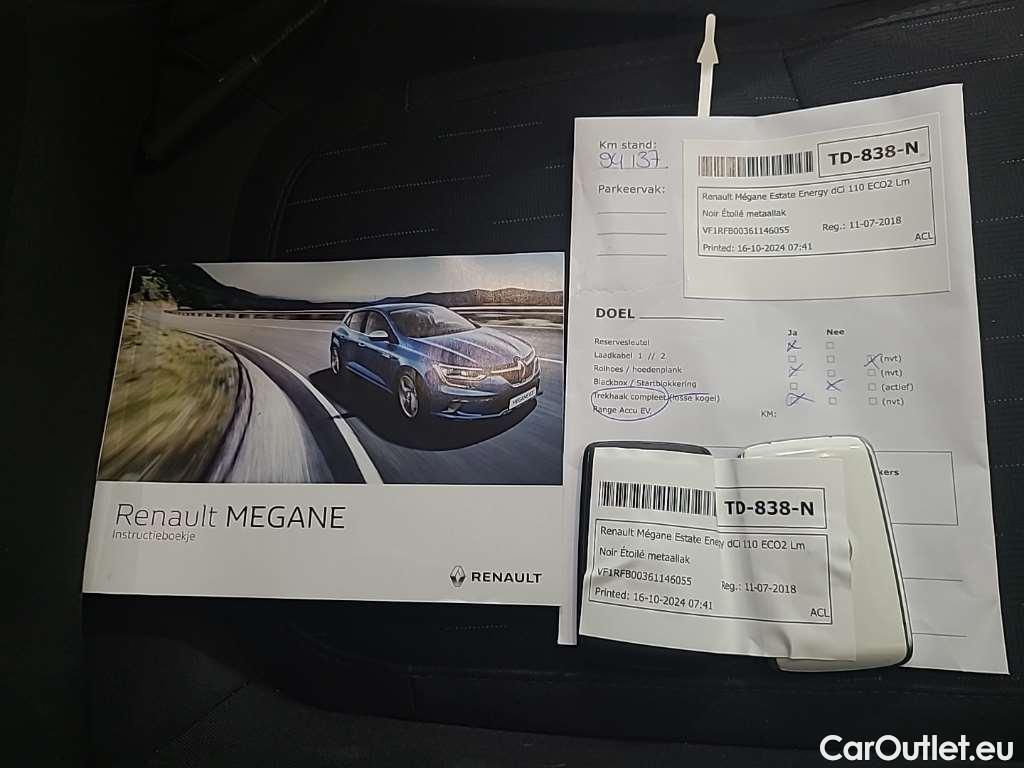 Km stand:
94.137
Parkeervak:
TD-838-N
Renault Mégane Estate Energy dCi 110 ECO2 Lm
Noir Étoilé metaallak
VF1RFB00361146055 Reg.: 11-07-2018
Printed: 16-10-2024 07:41 ACL
DOEL
Ja Nee
Reservesleutel
Laadkabel 1 // 2 (nvt)
Rolhoes / hoedenplank (nvt)
Blackbox / Startblokkering (actief)
Trekhaak compleet (losse kogel) (nvt)
Range Accu EV. KM:
kers
TD-838-N
Renault Mégane Estate Energy dCi 110 ECO2 Lm
Noir Étoilé metaallak
VF1RFB00361146055 Reg.: 11-07-2018
Printed: 16-10-2024 07:41
ACL
Renault MEGANE
Instructieboekje
RENAULT
CarOutlet.eu